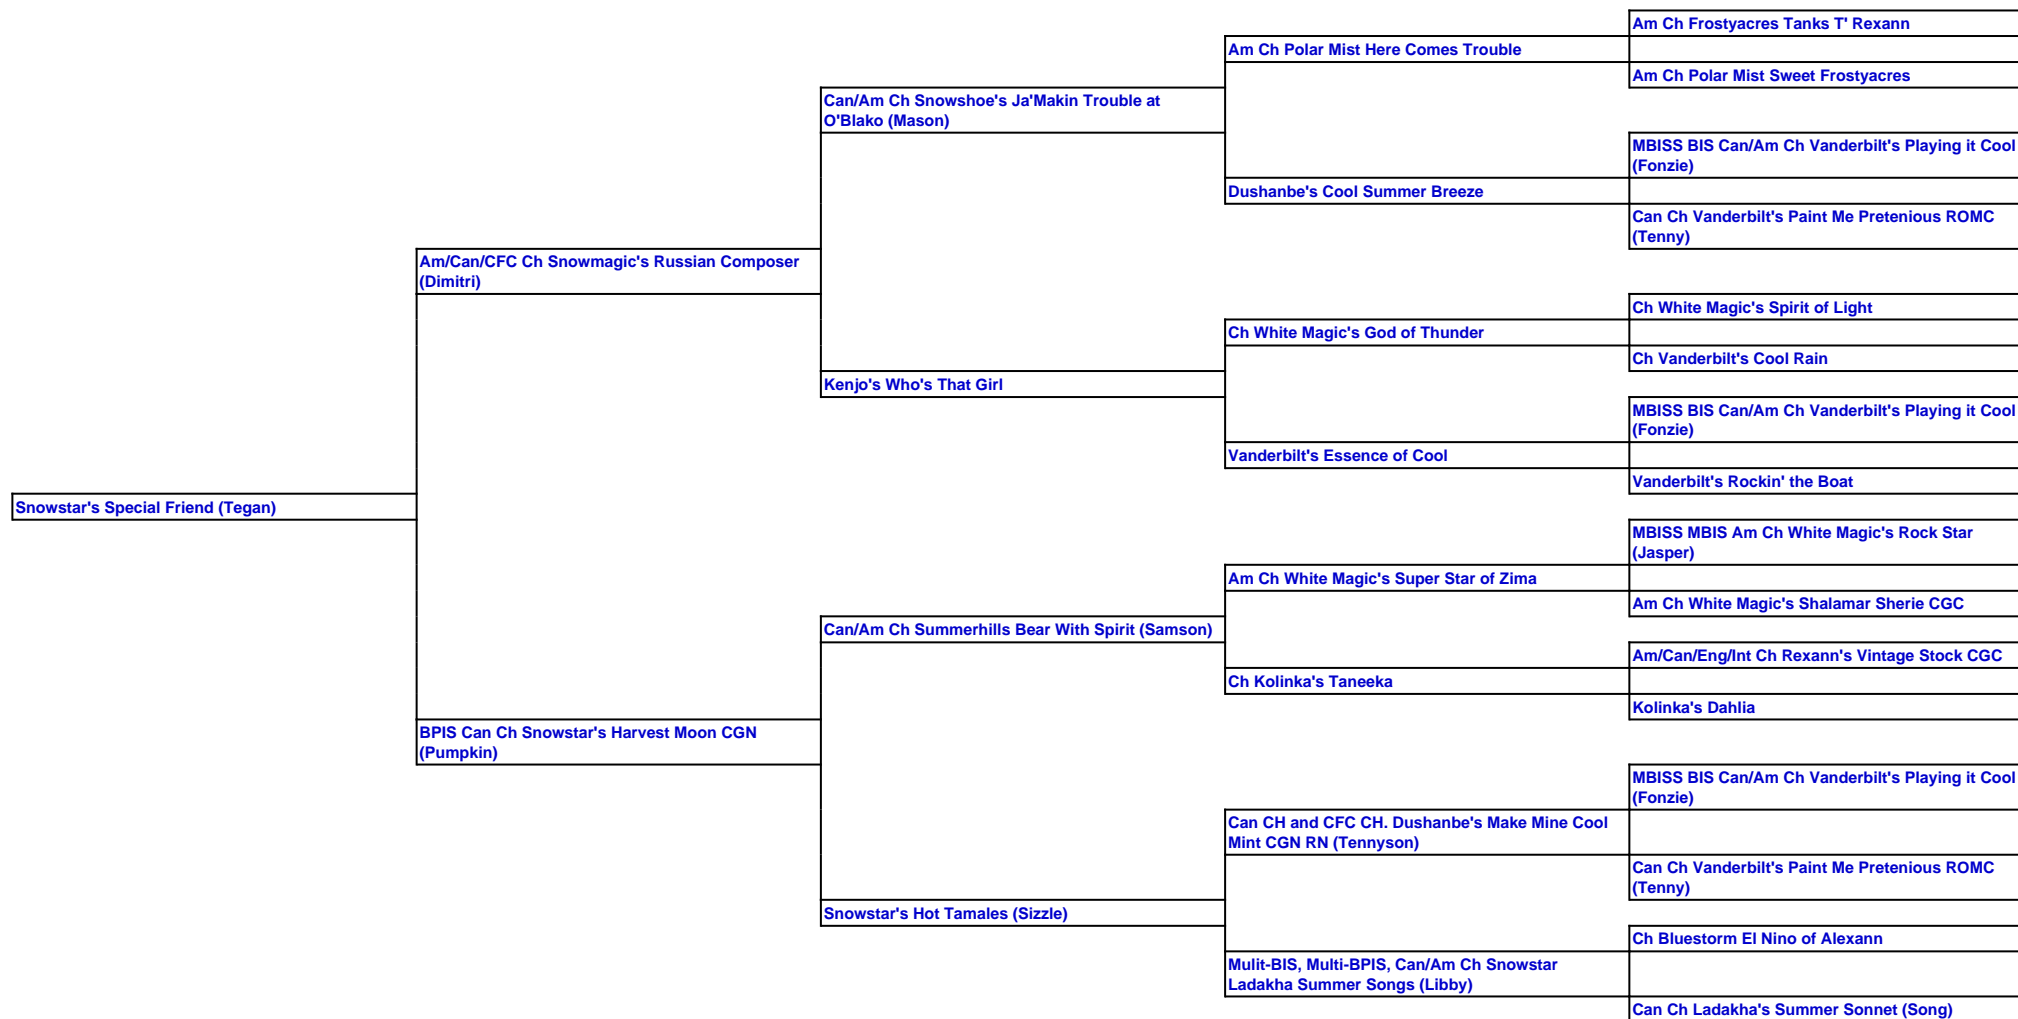 Am Ch Frostyacres Tanks T' Rexann
Am Ch Polar Mist Here Comes Trouble
Am Ch Polar Mist Sweet Frostyacres
Can/Am Ch Snowshoe's Ja'Makin Trouble at
O'Blako (Mason)
MBISS BIS Can/Am Ch Vanderbilt's Playing it Cool
(Fonzie)
Dushanbe's Cool Summer Breeze
Can Ch Vanderbilt's Paint Me Pretenious ROMC
(Tenny)
Am/Can/CFC Ch Snowmagic's Russian Composer
(Dimitri)
Ch White Magic's Spirit of Light
Ch White Magic's God of Thunder
Ch Vanderbilt's Cool Rain
Kenjo's Who's That Girl
MBISS BIS Can/Am Ch Vanderbilt's Playing it Cool
(Fonzie)
Vanderbilt's Essence of Cool
Vanderbilt's Rockin' the Boat
Snowstar's Special Friend (Tegan)
MBISS MBIS Am Ch White Magic's Rock Star
(Jasper)
Am Ch White Magic's Super Star of Zima
Am Ch White Magic's Shalamar Sherie CGC
Can/Am Ch Summerhills Bear With Spirit (Samson)
Am/Can/Eng/Int Ch Rexann's Vintage Stock CGC
Ch Kolinka's Taneeka
Kolinka's Dahlia
BPIS Can Ch Snowstar's Harvest Moon CGN
(Pumpkin)
MBISS BIS Can/Am Ch Vanderbilt's Playing it Cool
(Fonzie)
Can CH and CFC CH. Dushanbe's Make Mine Cool
Mint CGN RN (Tennyson)
Can Ch Vanderbilt's Paint Me Pretenious ROMC
(Tenny)
Snowstar's Hot Tamales (Sizzle)
Ch Bluestorm El Nino of Alexann
Mulit-BIS, Multi-BPIS, Can/Am Ch Snowstar
Ladakha Summer Songs (Libby)
Can Ch Ladakha's Summer Sonnet (Song)